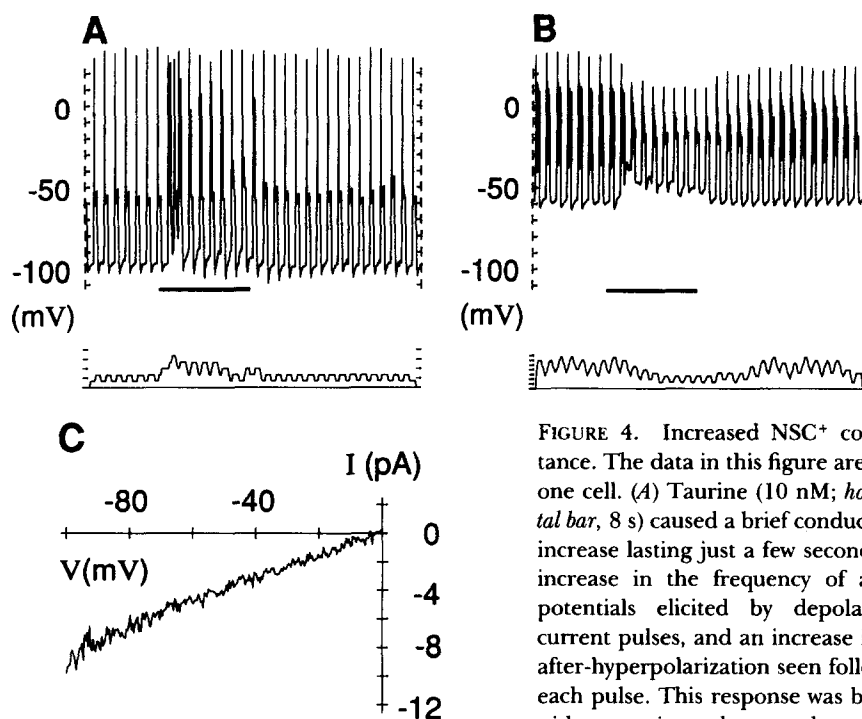 A
B
0
-50
-100
(mV)
0
-50
-100
(mV)
C
I (pA)
-80 -40
V(mV)
0
-4
-8
-12
FIGURE 4. Increased NSC+ co
tance. The data in this figure are
one cell. (A) Taurine (10 nM; ho
tal bar, 8 s) caused a brief conduc
increase lasting just a few second
increase in the frequency of a
potentials elicited by depola
current pulses, and an increase
after-hyperpolarization seen follo
each pulse. This response was b